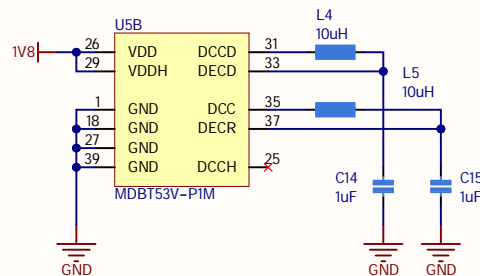 U5B
1V8
26 VDD DCCD 31
29 VDDH DECD 33
1 GND DCC 35
18 GND DECR 37
27 GND
39 GND DCCH 25
MDBT53V-P1M
L4
10uH
L5
10uH
C14
1uF
C15
1uF
GND
GND
GND